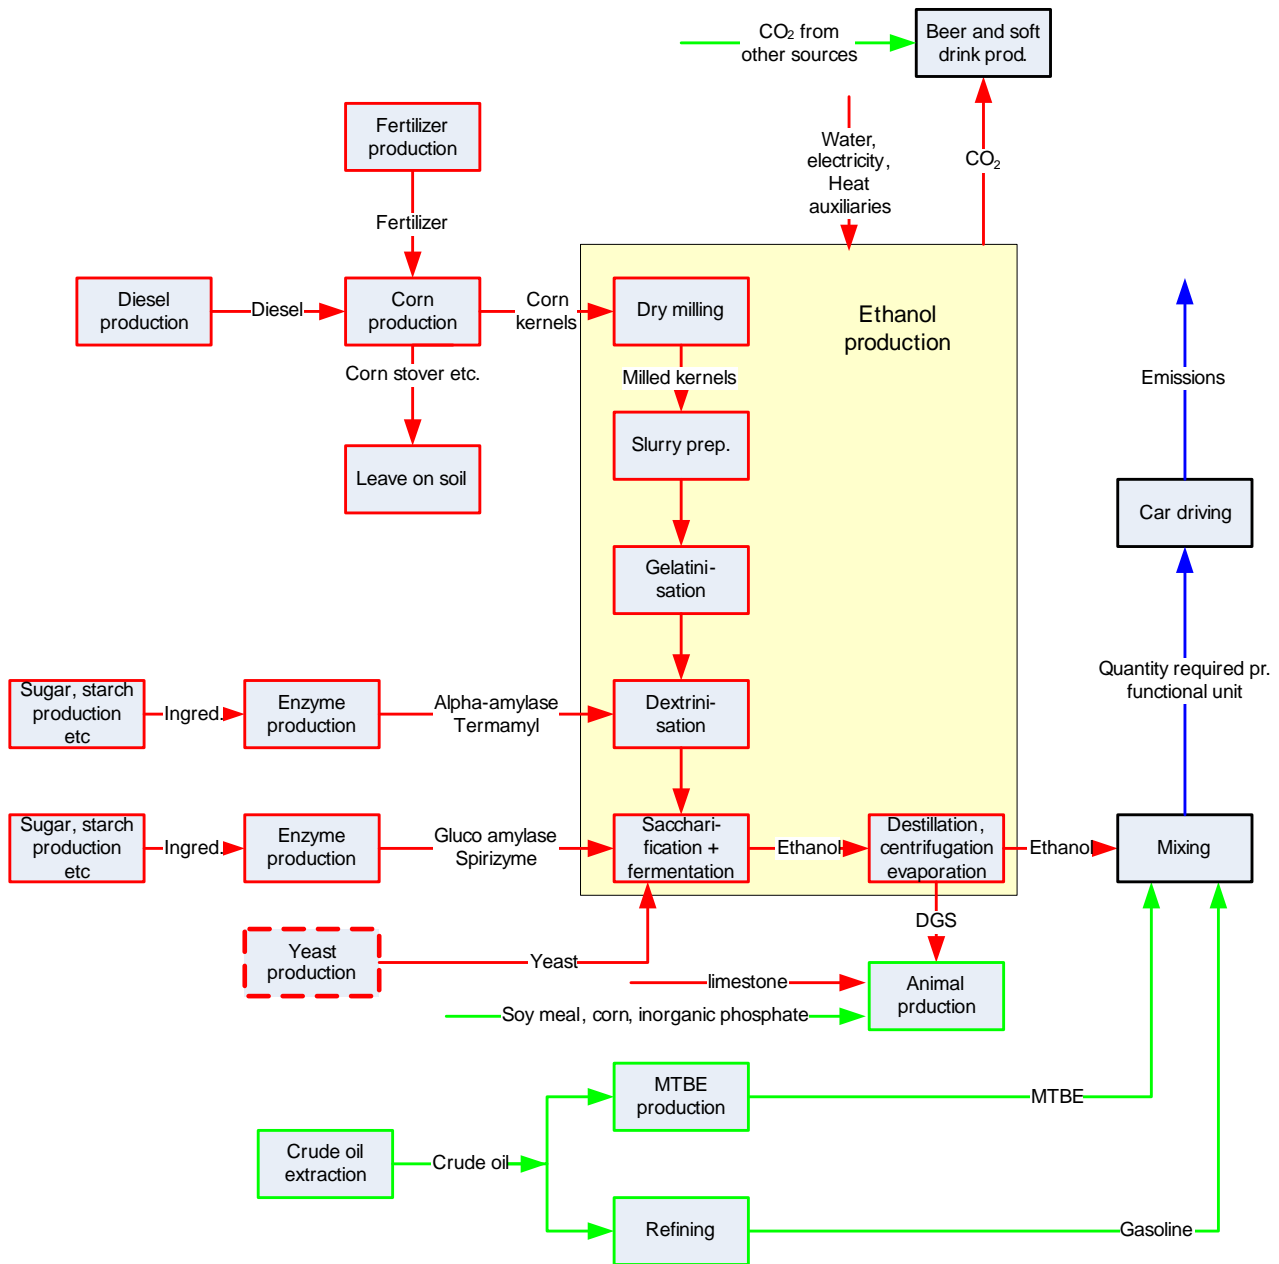 CO₂ from
other sources
Beer and soft
drink prod.
Fertilizer
production
Water,
electricity,
Heat
auxiliaries
CO₂
Fertilizer
Diesel
production
Diesel
Corn
production
Corn
kernels
Dry milling
Ethanol
production
Corn stover etc.
Milled kernels
Emissions
Leave on soil
Slurry prep.
Car driving
Gelatini-
sation
Sugar, starch
production
etc
Ingred.
Enzyme
production
Alpha-amylase
Termamyl
Dextrini-
sation
Quantity required pr.
functional unit
Sugar, starch
production
etc
Ingred.
Enzyme
production
Gluco amylase
Spirizyme
Sacchari-
fication +
fermentation
Ethanol
Destillation,
centrifugation
evaporation
Ethanol
Mixing
DGS
Yeast
production
Yeast
limestone
Animal
prduction
Soy meal, corn, inorganic phosphate
MTBE
production
MTBE
Crude oil
extraction
Crude oil
Refining
Gasoline